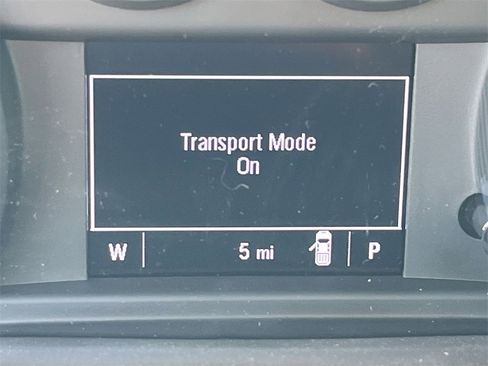 Transport Mode
On
W 5 mi P